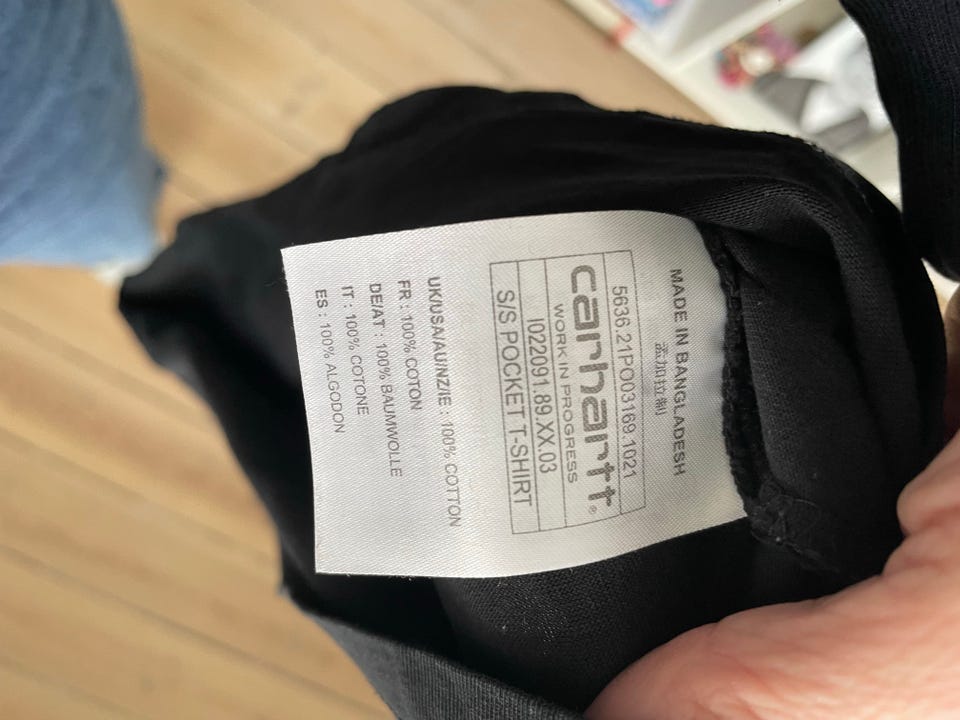 MADE IN BANGLADESH
孟加拉制
5636.21PO003169.1021
carhartt®
WORK IN PROGRESS
I022091.89.XX.03
S/S POCKET T-SHIRT
UK/USA/AU/NZ/IE : 100% COTTON
FR : 100% COTON
DE/AT : 100% BAUMWOLLE
IT : 100% COTONE
ES : 100% ALGODON